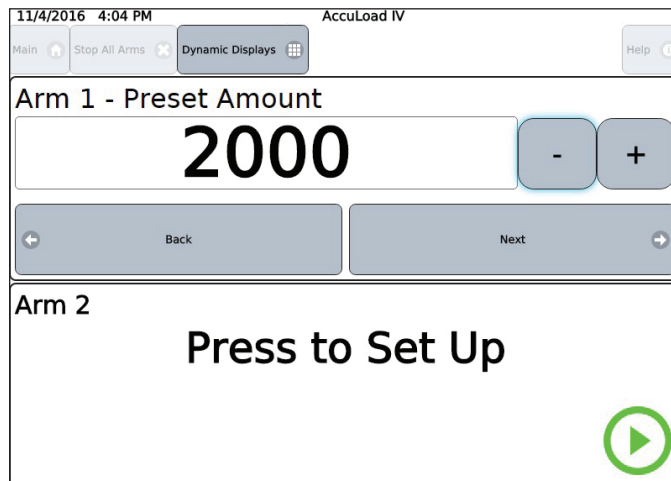 11/4/2016 4:04 PM AccuLoad IV
Main Stop All Arms Dynamic Displays Help
Arm 1 - Preset Amount
2000 - +
Back Next
Arm 2
Press to Set Up